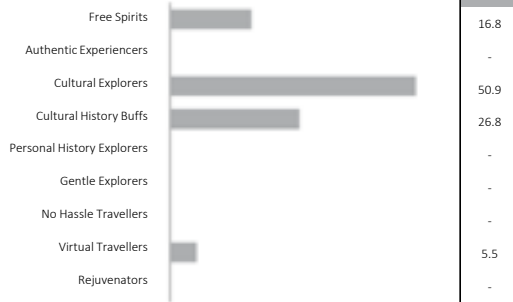 Free Spirits 16.8
Authentic Experiencers -
Cultural Explorers 50.9
Cultural History Buffs 26.8
Personal History Explorers -
Gentle Explorers -
No Hassle Travellers -
Virtual Travellers 5.5
Rejuvenators -